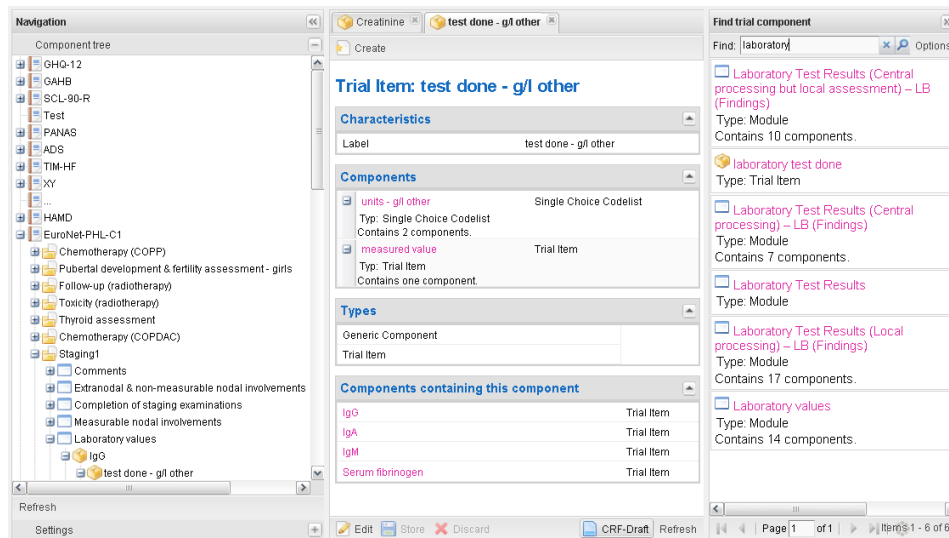 Navigation
Component tree
GHQ-12
GAHB
SCL-90-R
Test
PANAS
ADS
TIM-HF
XY
...
HAMD
EuroNet-PHL-C1
Chemotherapy (COPP)
Pubertal development & fertility assessment - girls
Follow-up (radiotherapy)
Toxicity (radiotherapy)
Thyroid assessment
Chemotherapy (COPDAC)
Staging1
Comments
Extranodal & non-measurable nodal involvements
Completion of staging examinations
Measurable nodal involvements
Laboratory values
IgG
test done - g/l other
Refresh
Settings
Creatinine
test done - g/l other
Create
Trial Item: test done - g/l other
Characteristics
Label test done - g/l other
Components
units - g/l other Single Choice Codelist
Typ: Single Choice Codelist
Contains 2 components.
measured value Trial Item
Typ: Trial Item
Contains one component.
Types
Generic Component
Trial Item
Components containing this component
IgG Trial Item
IgA Trial Item
IgM Trial Item
Serum fibrinogen Trial Item
Edit Store Discard CRF-Draft Refresh
Find trial component
Find: laboratory Options
Laboratory Test Results (Central
processing but local assessment) – LB
(Findings)
Type: Module
Contains 10 components.
laboratory test done
Type: Trial Item
Laboratory Test Results (Central
processing) – LB (Findings)
Type: Module
Contains 7 components.
Laboratory Test Results
Type: Module
Laboratory Test Results (Local
processing) – LB (Findings)
Type: Module
Contains 17 components.
Laboratory values
Type: Module
Contains 14 components.
Page 1 of 1 Items 1 - 6 of 6